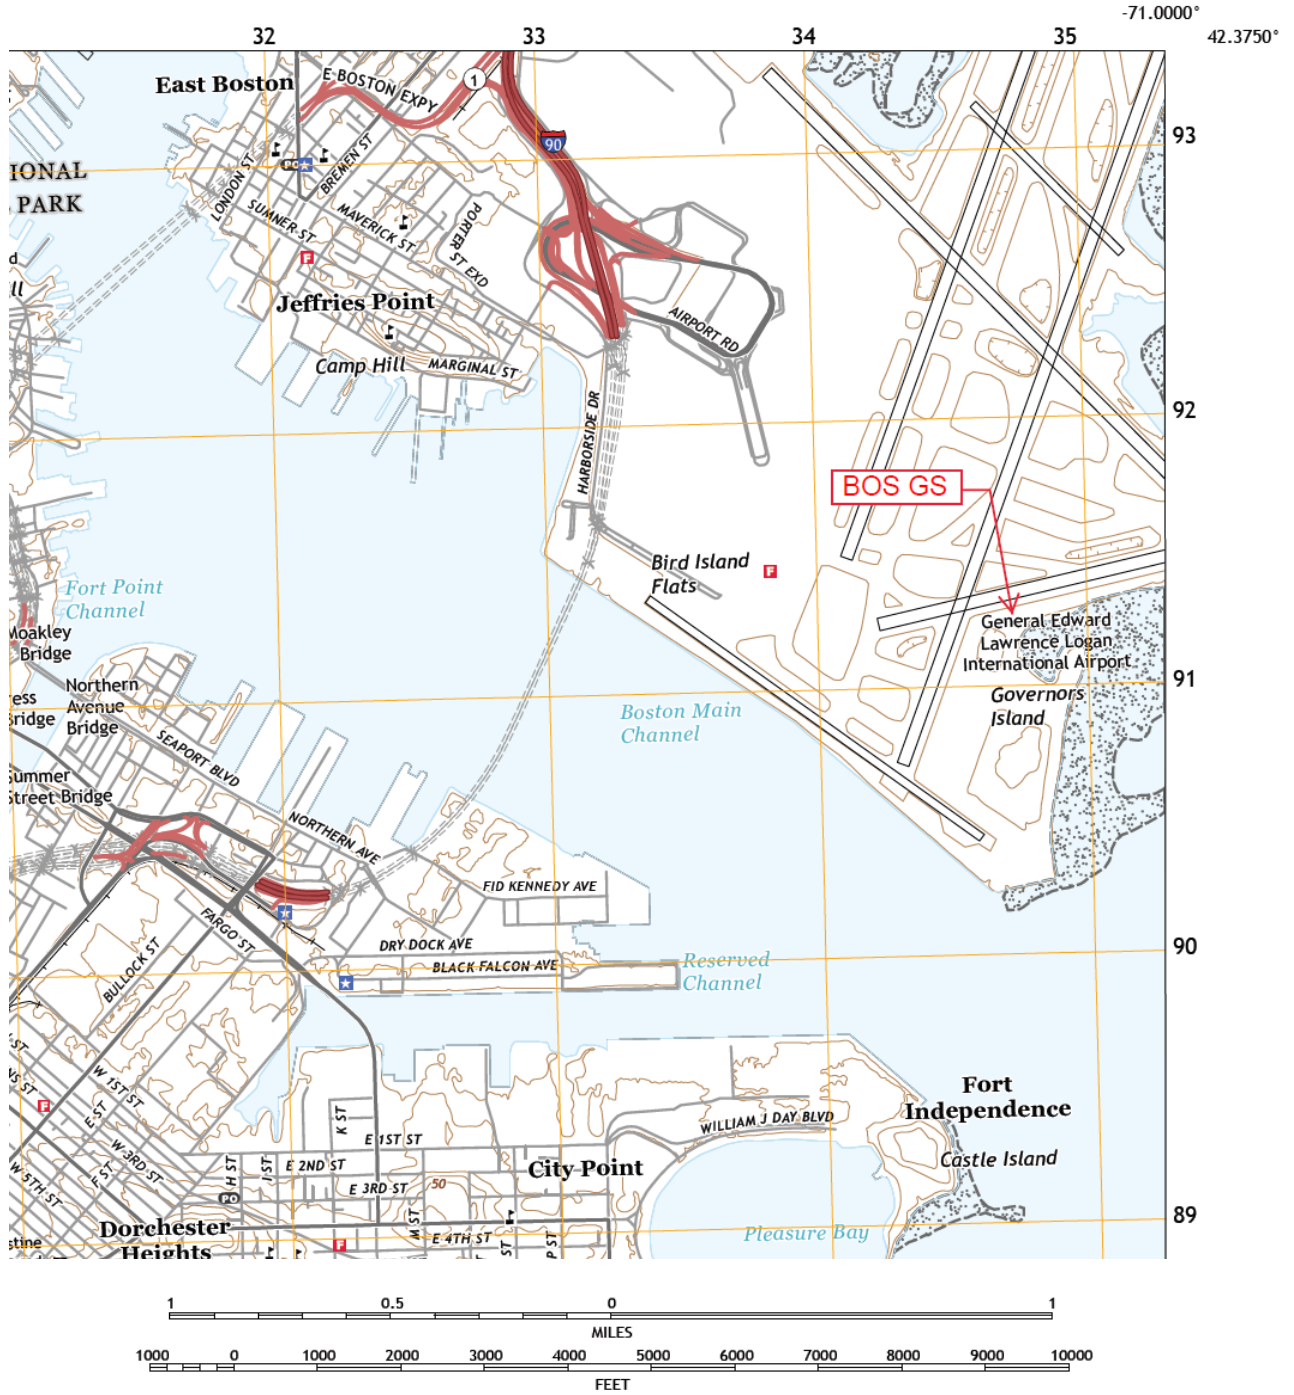 -71.0000°
32
33
34
35
42.3750°
East Boston
E BOSTON EXPY
1
90
93
IONAL
PARK
LONDON ST
PO
BREMEN ST
SUMNER ST
MAVERICK ST
PORTER
ST EXD
F
Jeffries Point
AIRPORT RD
Camp Hill
MARGINAL ST
HARBORSIDE DR
92
BOS GS
Bird Island
Flats
F
Fort Point
Channel
Moakley
Bridge
General Edward
Lawrence Logan
International Airport
Governors
Island
91
Northern
Avenue
Bridge
ess
Bridge
Boston Main
Channel
SEAPORT BLVD
Summer
Street Bridge
NORTHERN AVE
FID KENNEDY AVE
FARGO ST
DRY DOCK AVE
BLACK FALCON AVE
BULLOCK ST
Reserved
Channel
90
W 1ST ST
F
E ST
W 3RD ST
F ST
W 5TH ST
K ST
E 1ST ST
H ST
I ST
E 2ND ST
PO
E 3RD ST
50
WILLIAM J DAY BLVD
Fort
Independence
Castle Island
City Point
Dorchester
Heights
F
M ST
E 4TH ST
ST
P ST
Pleasure Bay
89
stine
1
0.5
0
1
MILES
1000
0
1000
2000
3000
4000
5000
6000
7000
8000
9000
10000
FEET